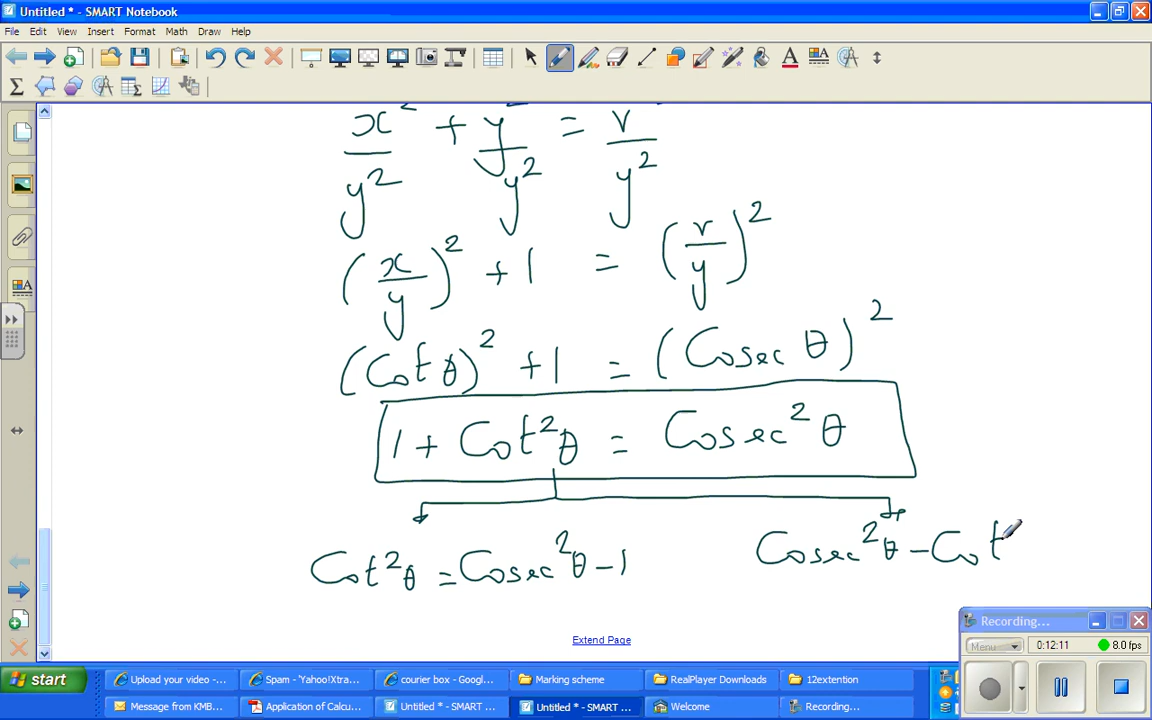 Untitled * - SMART Notebook
File Edit View Insert Format Math Draw Help
x² + y² = r²
y² y² y²
(x/y)² + 1 = (r/y)²
(Cot θ)² + 1 = (Cosec θ)²
1 + Cot²θ = Cosec²θ
Cot²θ = Cosec²θ - 1
Cosec²θ - Cot
Extend Page
Recording...
Menu
0:12:11
8.0 fps
start
Upload your video -...
Spam - 'Yahoo!Xtra...
courier box - Googl...
Marking scheme
RealPlayer Downloads
12extention
Message from KMB...
Application of Calcu...
Untitled * - SMART ...
Untitled * - SMA ...
Welcome
Recording...